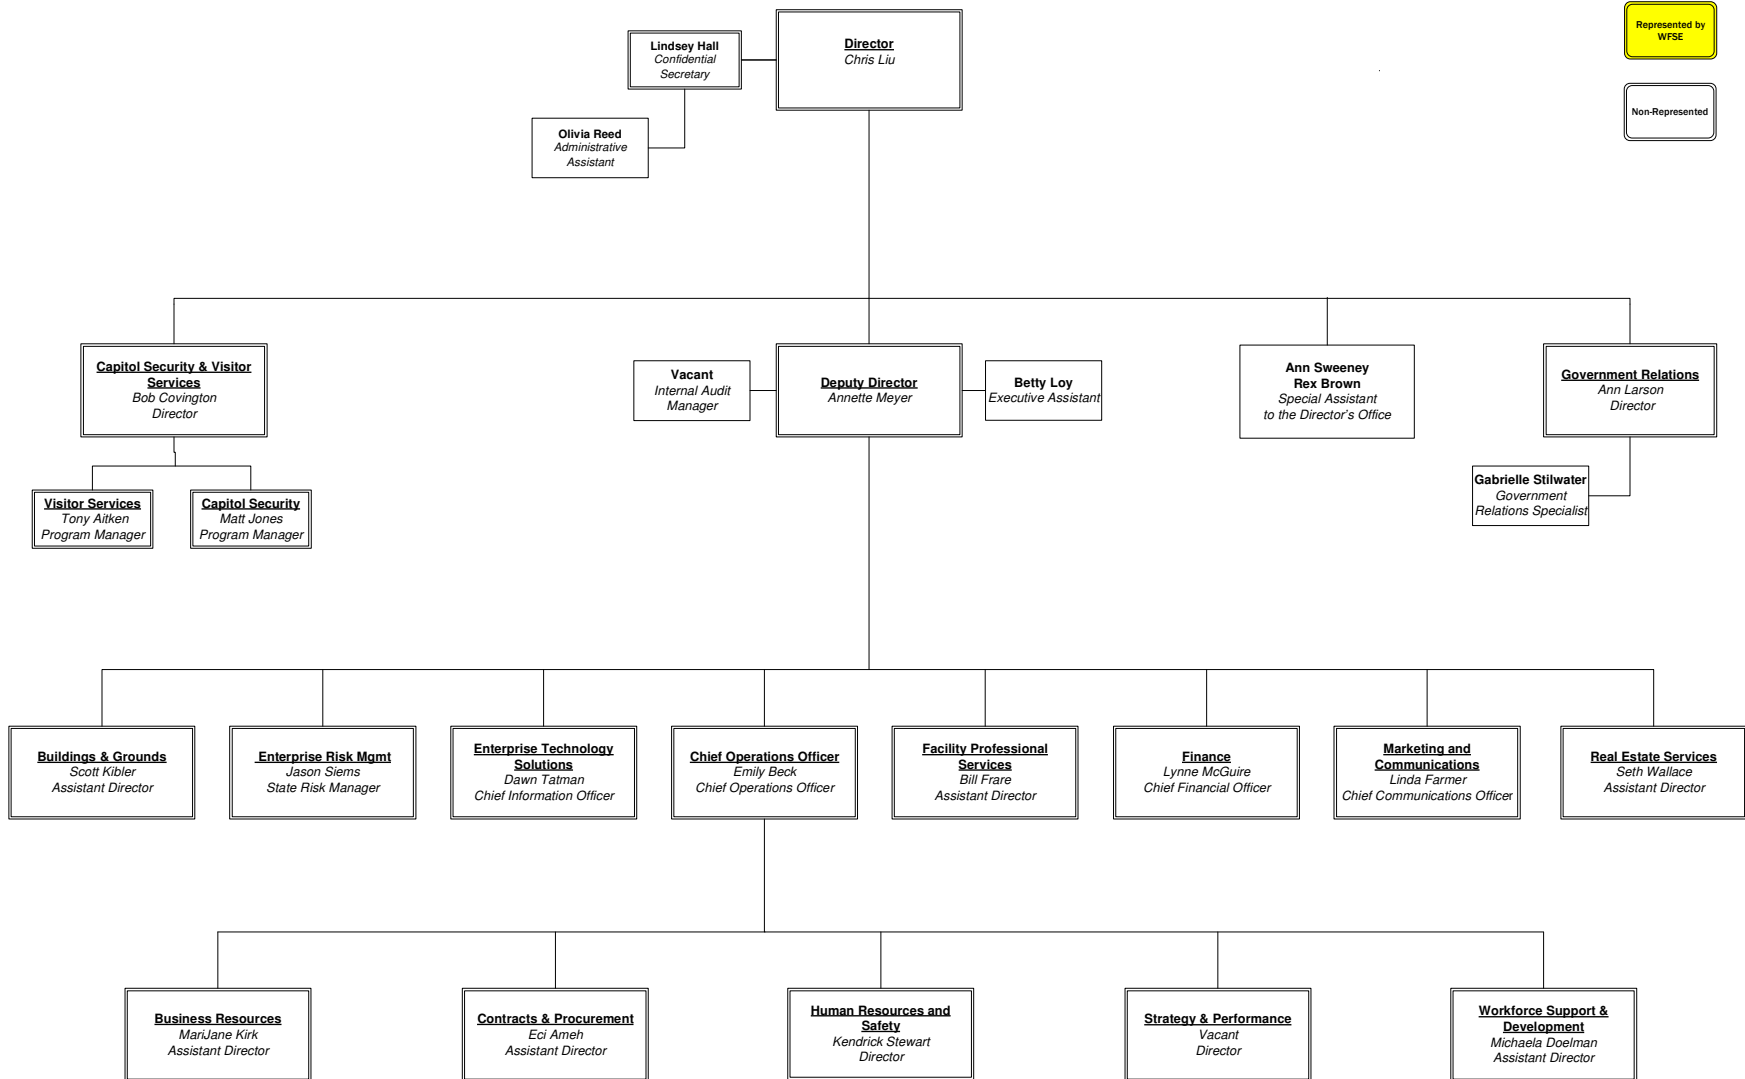 Lindsey Hall
Confidential
Secretary
Director
Chris Liu
Represented by
WFSE
Non-Represented
Olivia Reed
Administrative
Assistant
Capitol Security & Visitor
Services
Bob Covington
Director
Vacant
Internal Audit
Manager
Deputy Director
Annette Meyer
Betty Loy
Executive Assistant
Ann Sweeney
Rex Brown
Special Assistant
to the Director's Office
Government Relations
Ann Larson
Director
Visitor Services
Tony Aitken
Program Manager
Capitol Security
Matt Jones
Program Manager
Gabrielle Stilwater
Government
Relations Specialist
Buildings & Grounds
Scott Kibler
Assistant Director
Enterprise Risk Mgmt
Jason Siems
State Risk Manager
Enterprise Technology
Solutions
Dawn Tatman
Chief Information Officer
Chief Operations Officer
Emily Beck
Chief Operations Officer
Facility Professional
Services
Bill Frare
Assistant Director
Finance
Lynne McGuire
Chief Financial Officer
Marketing and
Communications
Linda Farmer
Chief Communications Officer
Real Estate Services
Seth Wallace
Assistant Director
Business Resources
MariJane Kirk
Assistant Director
Contracts & Procurement
Eci Ameh
Assistant Director
Human Resources and
Safety
Kendrick Stewart
Director
Strategy & Performance
Vacant
Director
Workforce Support &
Development
Michaela Doelman
Assistant Director